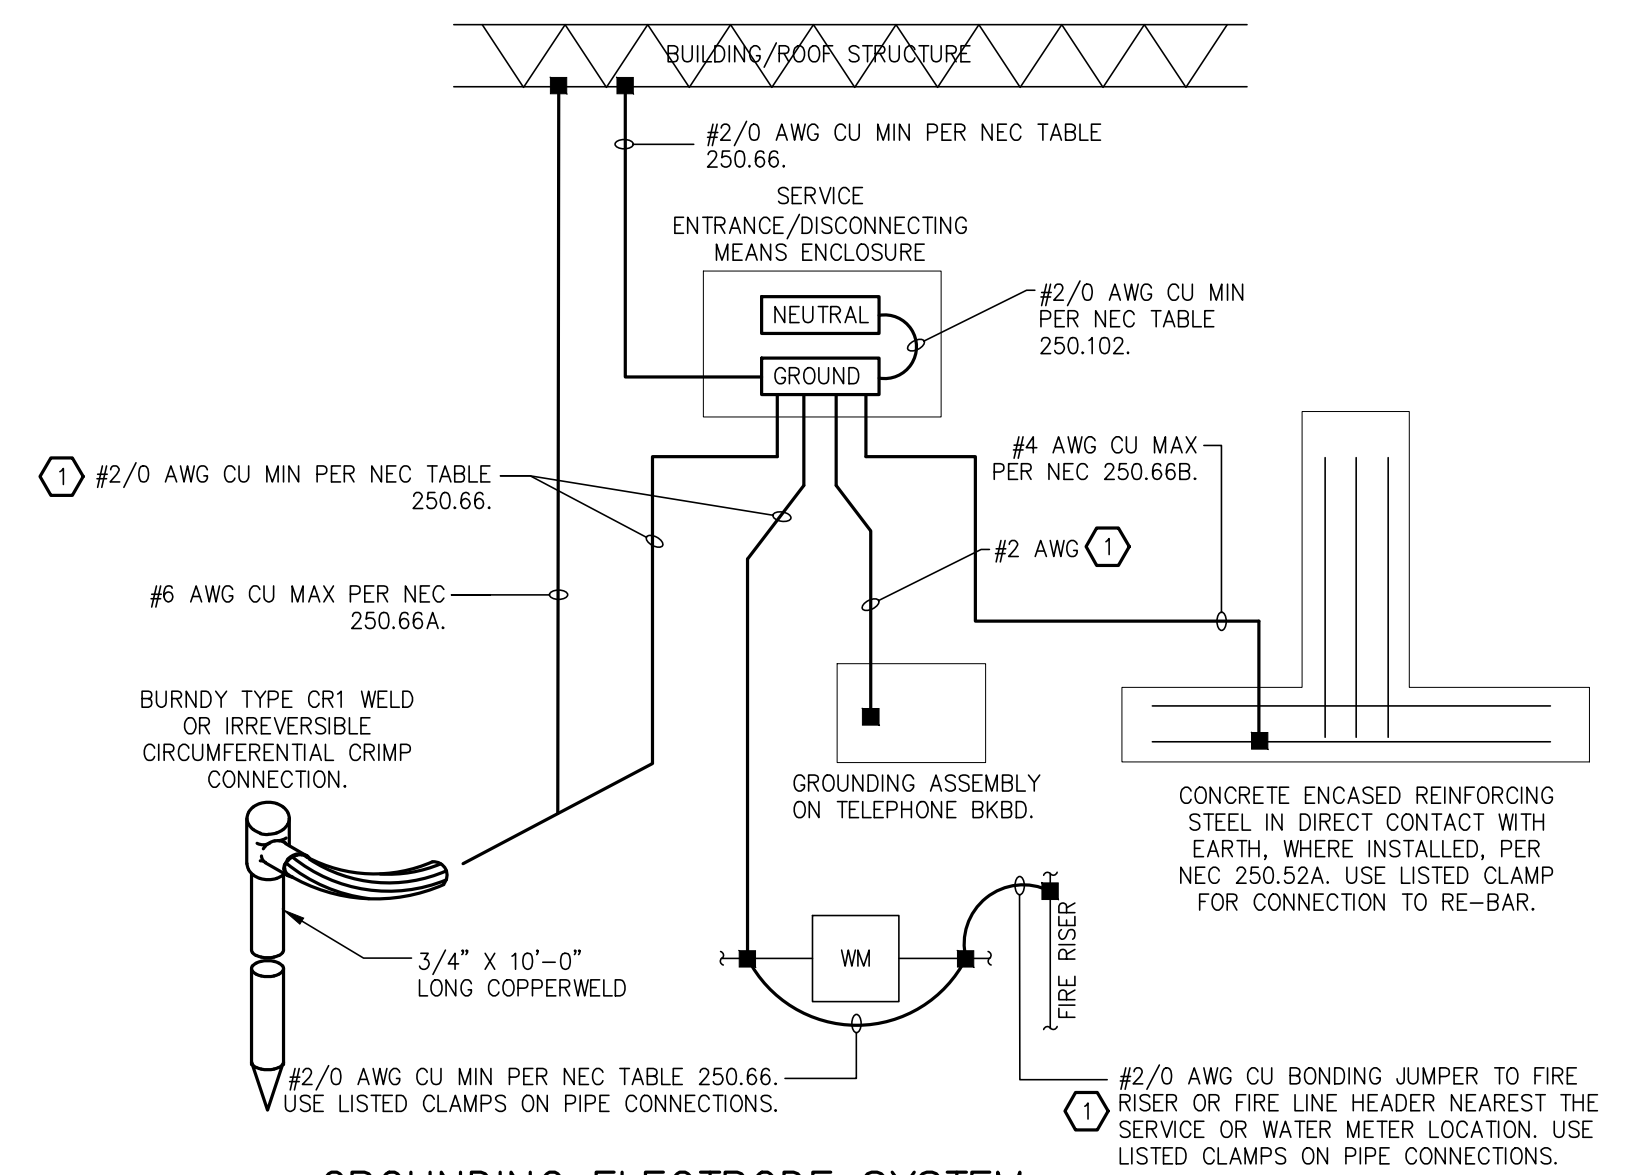 BUILDING/ROOF STRUCTURE
#2/0 AWG CU MIN PER NEC TABLE
250.66.
SERVICE
ENTRANCE/DISCONNECTING
MEANS ENCLOSURE
NEUTRAL
GROUND
#2/0 AWG CU MIN
PER NEC TABLE
250.102.
1
#2/0 AWG CU MIN PER NEC TABLE
250.66.
#4 AWG CU MAX
PER NEC 250.66B.
#2 AWG
1
#6 AWG CU MAX PER NEC
250.66A.
BURNDY TYPE CR1 WELD
OR IRREVERSIBLE
CIRCUMFERENTIAL CRIMP
CONNECTION.
GROUNDING ASSEMBLY
ON TELEPHONE BKBD.
CONCRETE ENCASED REINFORCING
STEEL IN DIRECT CONTACT WITH
EARTH, WHERE INSTALLED, PER
NEC 250.52A. USE LISTED CLAMP
FOR CONNECTION TO RE-BAR.
3/4" X 10'-0"
LONG COPPERWELD
WM
FIRE RISER
#2/0 AWG CU MIN PER NEC TABLE 250.66.
USE LISTED CLAMPS ON PIPE CONNECTIONS.
1
#2/0 AWG CU BONDING JUMPER TO FIRE
RISER OR FIRE LINE HEADER NEAREST THE
SERVICE OR WATER METER LOCATION. USE
LISTED CLAMPS ON PIPE CONNECTIONS.
GROUNDING ELECTRODE SYSTEM